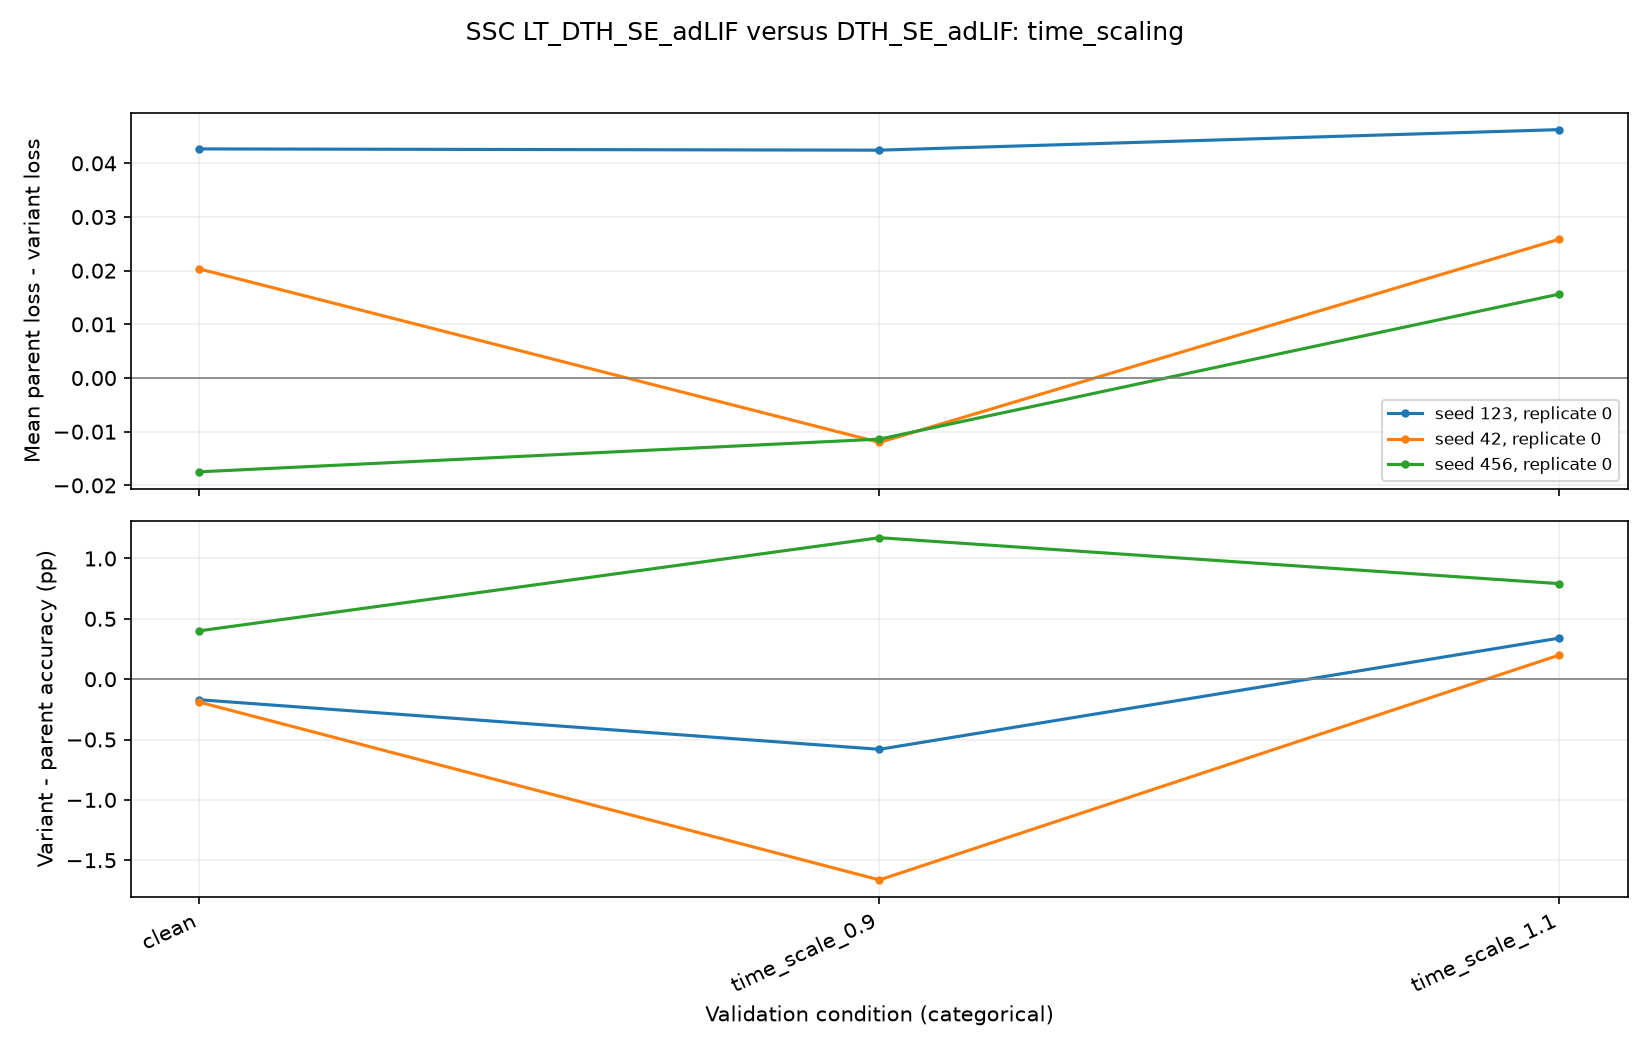 SSC LT_DTH_SE_adLIF versus DTH_SE_adLIF: time_scaling
Mean parent loss - variant loss
0.04
0.03
0.02
0.01
0.00
−0.01
−0.02
seed 123, replicate 0
seed 42, replicate 0
seed 456, replicate 0
Variant - parent accuracy (pp)
1.0
0.5
0.0
−0.5
−1.0
−1.5
clean
time_scale_0.9
time_scale_1.1
Validation condition (categorical)